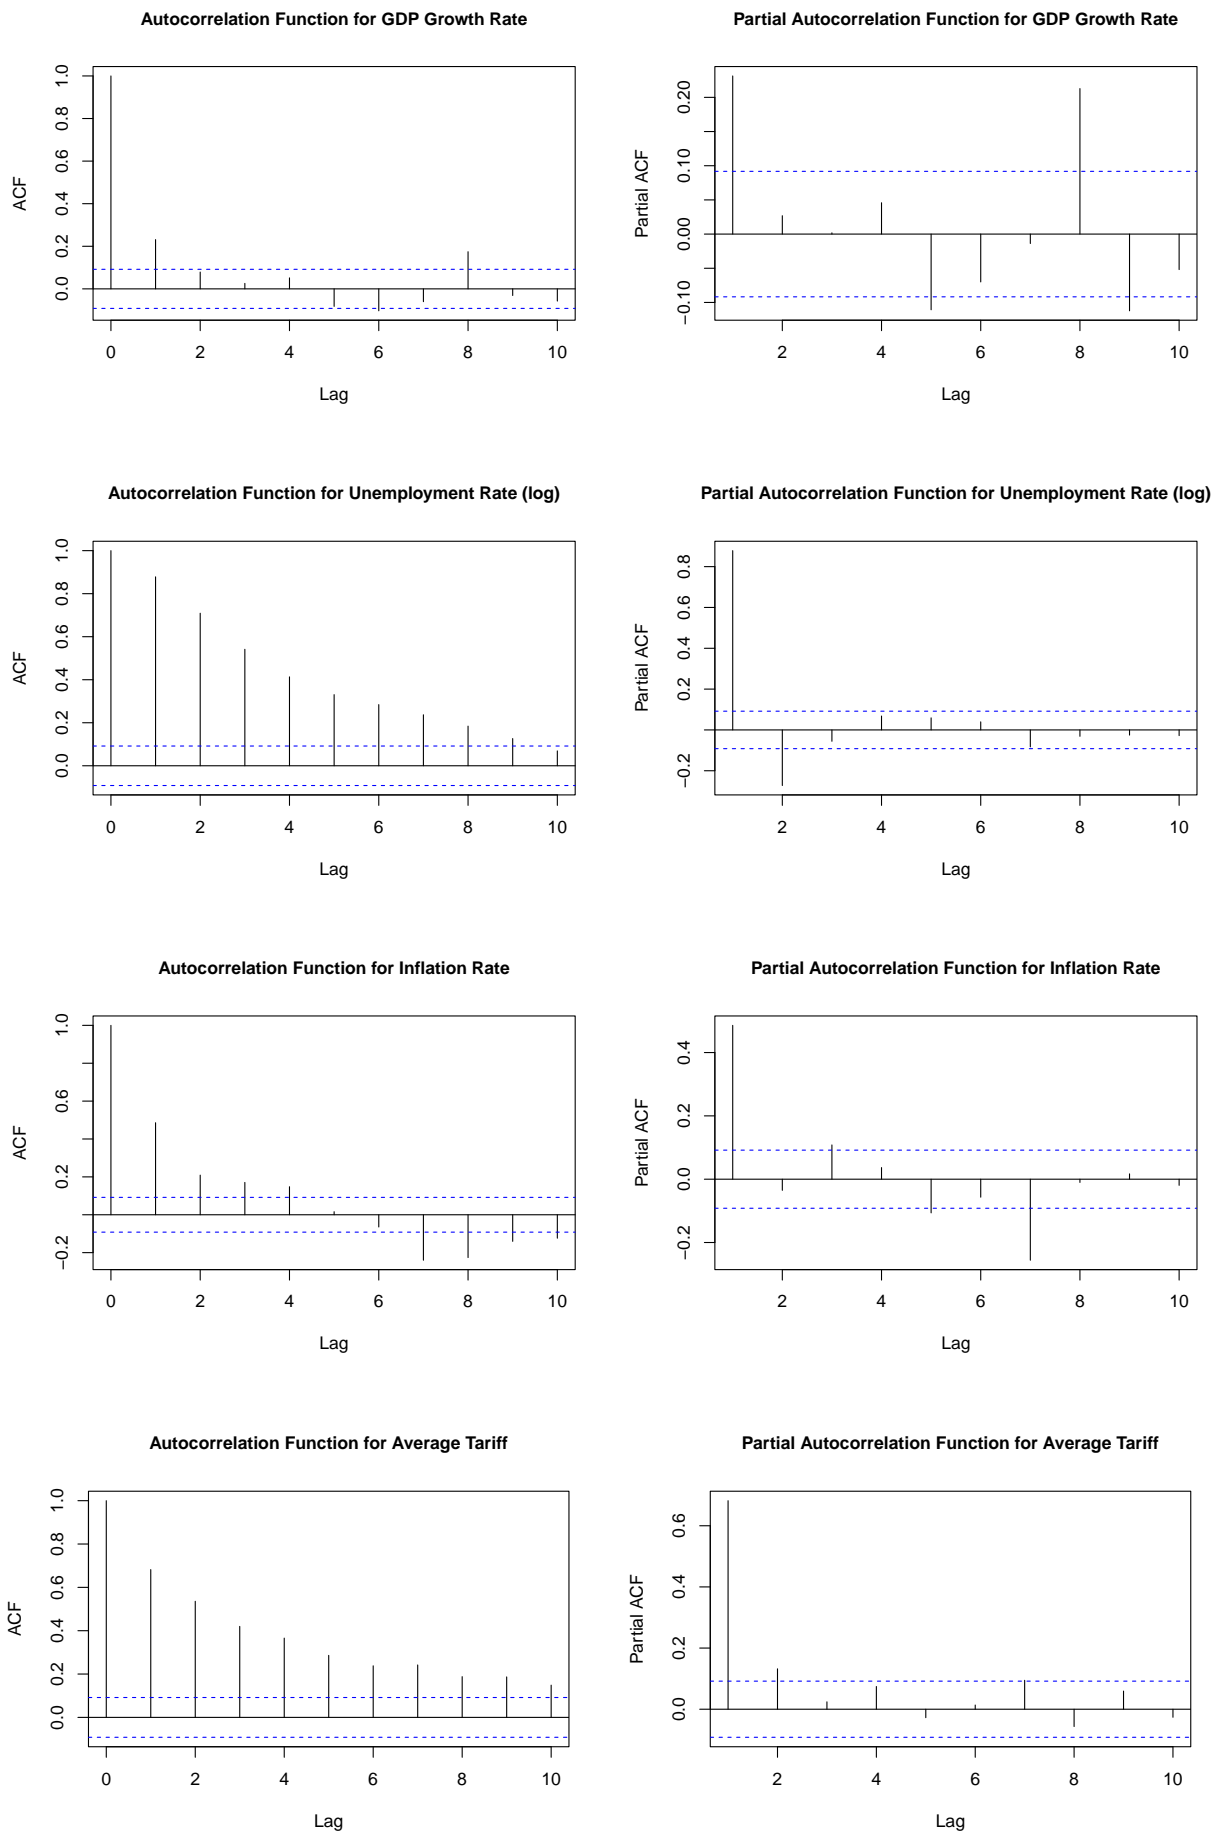 Autocorrelation Function for GDP Growth Rate
ACF
0.0 0.2 0.4 0.6 0.8 1.0
0 2 4 6 8 10
Lag
Partial Autocorrelation Function for GDP Growth Rate
Partial ACF
−0.10 0.00 0.10 0.20
2 4 6 8 10
Lag
Autocorrelation Function for Unemployment Rate (log)
ACF
0.0 0.2 0.4 0.6 0.8 1.0
0 2 4 6 8 10
Lag
Partial Autocorrelation Function for Unemployment Rate (log)
Partial ACF
−0.2 0.2 0.4 0.6 0.8
2 4 6 8 10
Lag
Autocorrelation Function for Inflation Rate
ACF
−0.2 0.2 0.6 1.0
0 2 4 6 8 10
Lag
Partial Autocorrelation Function for Inflation Rate
Partial ACF
−0.2 0.0 0.2 0.4
2 4 6 8 10
Lag
Autocorrelation Function for Average Tariff
ACF
0.0 0.2 0.4 0.6 0.8 1.0
0 2 4 6 8 10
Lag
Partial Autocorrelation Function for Average Tariff
Partial ACF
0.0 0.2 0.4 0.6
2 4 6 8 10
Lag